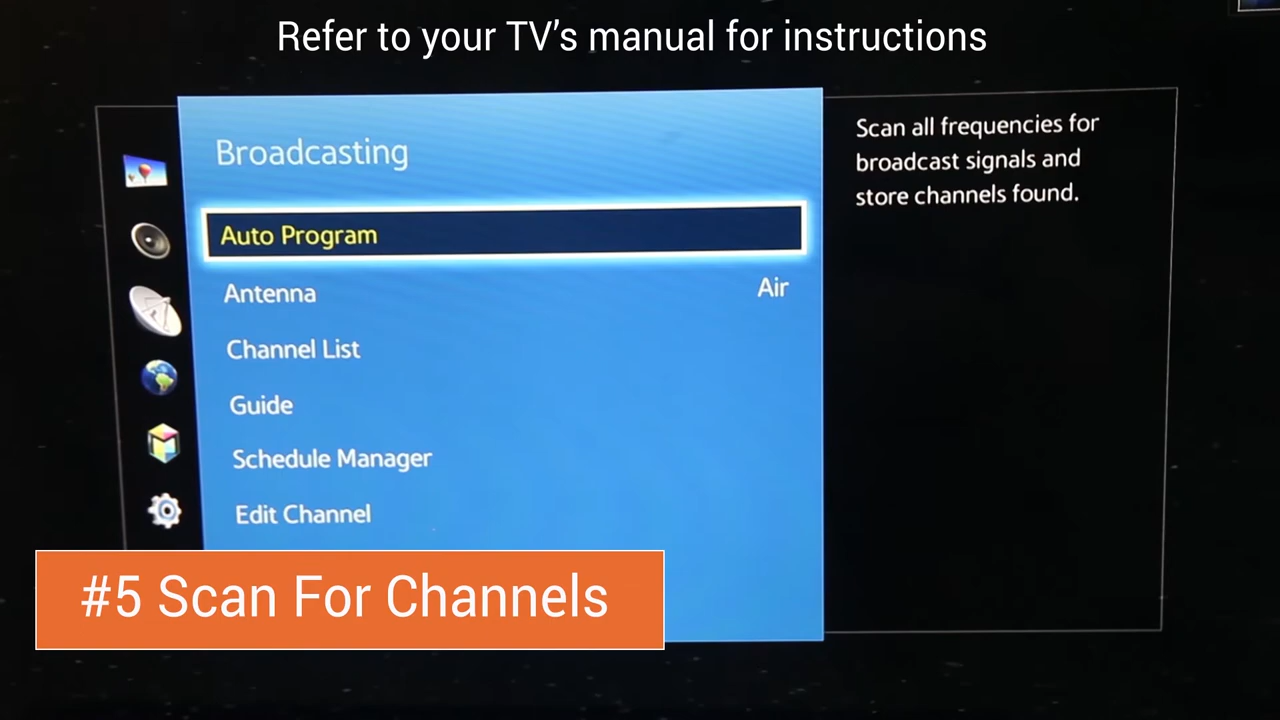 Refer to your TV's manual for instructions
Broadcasting
Auto Program
Antenna Air
Channel List
Guide
Schedule Manager
Edit Channel
Scan all frequencies for
broadcast signals and
store channels found.
#5 Scan For Channels